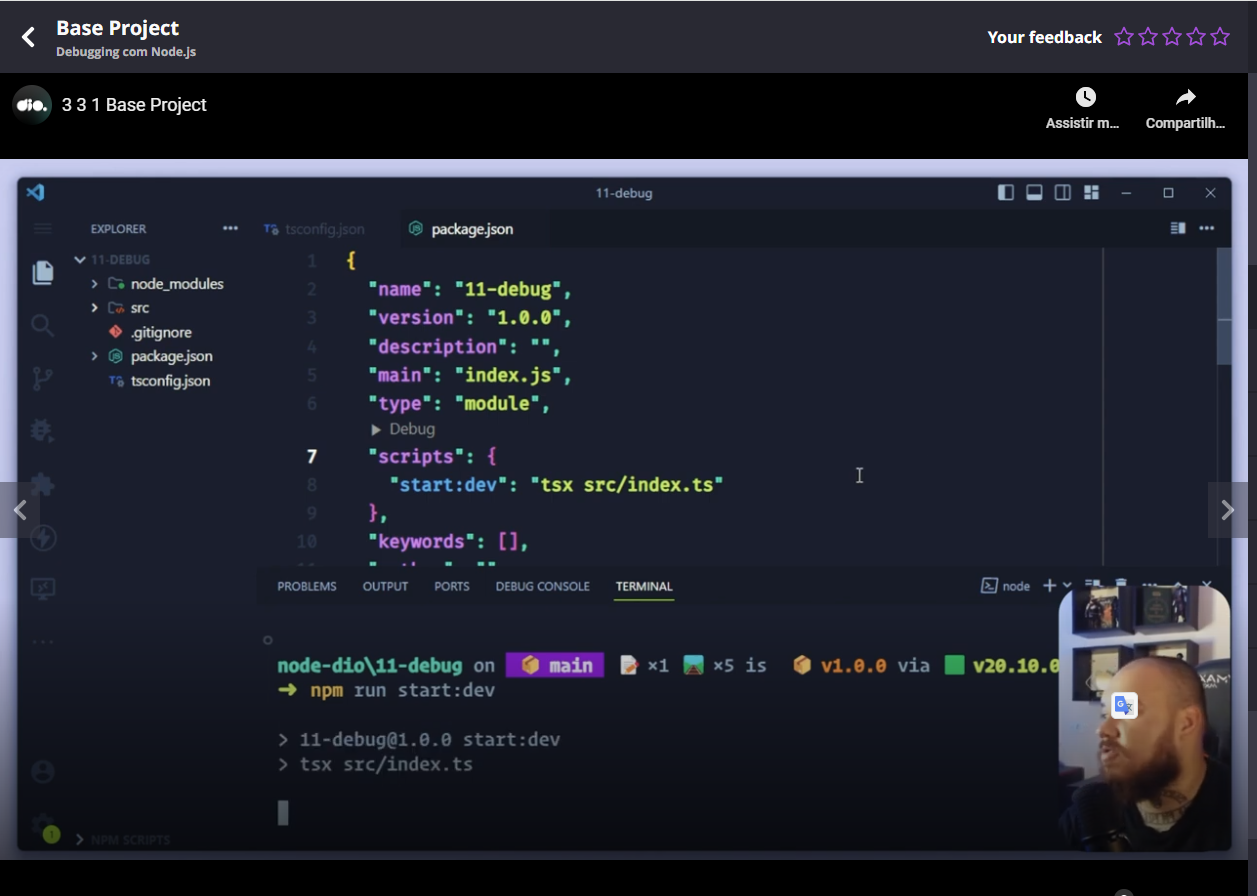 Base Project
Debugging com Node.js
Your feedback
dio.
3 3 1 Base Project
Assistir m...
Compartilh...
11-debug
EXPLORER
tsconfig.json
package.json
11-DEBUG
node_modules
src
.gitignore
package.json
tsconfig.json
1 {
2 "name": "11-debug",
3 "version": "1.0.0",
4 "description": "",
5 "main": "index.js",
6 "type": "module",
Debug
7 "scripts": {
8 "start:dev": "tsx src/index.ts"
9 },
10 "keywords": [],
PROBLEMS OUTPUT PORTS DEBUG CONSOLE TERMINAL
node
node-dio\11-debug on main ×1 ×5 is v1.0.0 via v20.10.0
→ npm run start:dev
> 11-debug@1.0.0 start:dev
> tsx src/index.ts
NPM SCRIPTS